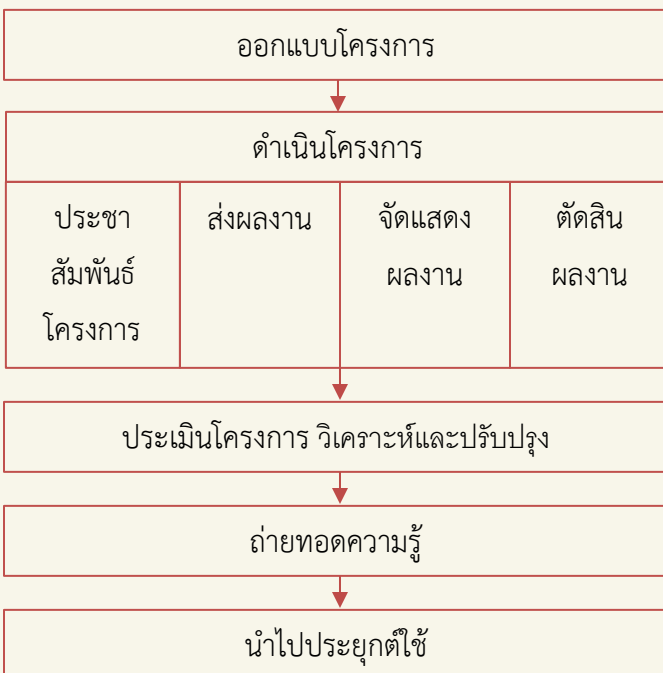 ออกแบบโครงการ
ดำเนินโครงการ
ประชา
สัมพันธ์
โครงการ
ส่งผลงาน
จัดแสดง
ผลงาน
ตัดสิน
ผลงาน
ประเมินโครงการ วิเคราะห์และปรับปรุง
ถ่ายทอดความรู้
นำไปประยุกต์ใช้